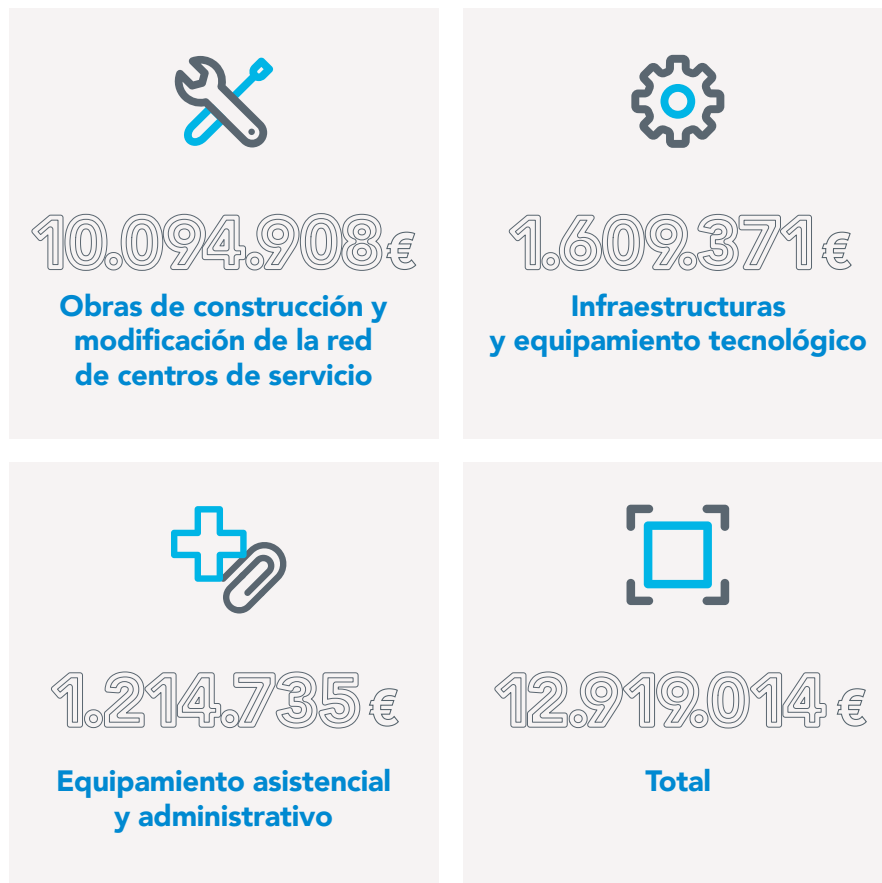 10.094.908 €
Obras de construcción y
modificación de la red
de centros de servicio
1.609.371 €
Infraestructuras
y equipamiento tecnológico
1.214.735 €
Equipamiento asistencial
y administrativo
12.919.014 €
Total